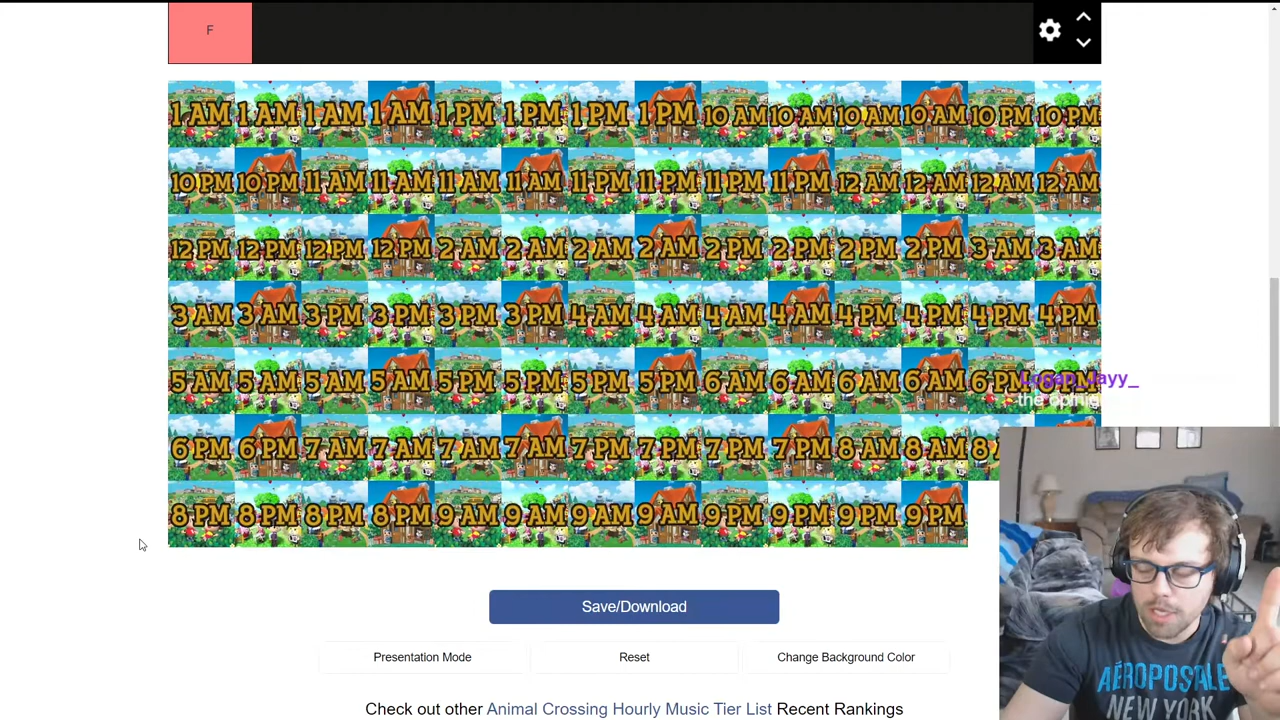 F
1 AM 1 AM 1 AM 1 AM 1 PM 1 PM 1 PM 1 PM 10 AM 10 AM 10 AM 10 AM 10 PM 10 PM
10 PM 10 PM 11 AM 11 AM 11 AM 11 AM 11 PM 11 PM 11 PM 11 PM 12 AM 12 AM 12 AM 12 AM
12 PM 12 PM 12 PM 12 PM 2 AM 2 AM 2 AM 2 AM 2 PM 2 PM 2 PM 2 PM 3 AM 3 AM
3 AM 3 AM 3 PM 3 PM 3 PM 3 PM 4 AM 4 AM 4 AM 4 AM 4 PM 4 PM 4 PM 4 PM
5 AM 5 AM 5 AM 5 AM 5 PM 5 PM 5 PM 5 PM 6 AM 6 AM 6 AM 6 AM 6 PM
Logan_Jayy_
the
6 PM 6 PM 7 AM 7 AM 7 AM 7 AM 7 PM 7 PM 7 PM 7 PM 8 AM 8 AM 8
8 PM 8 PM 8 PM 8 PM 9 AM 9 AM 9 AM 9 AM 9 PM 9 PM 9 PM 9 PM
Save/Download
Presentation Mode Reset Change Background Color
Check out other Animal Crossing Hourly Music Tier List Recent Rankings
AÉROPOSTALE
NEW YORK